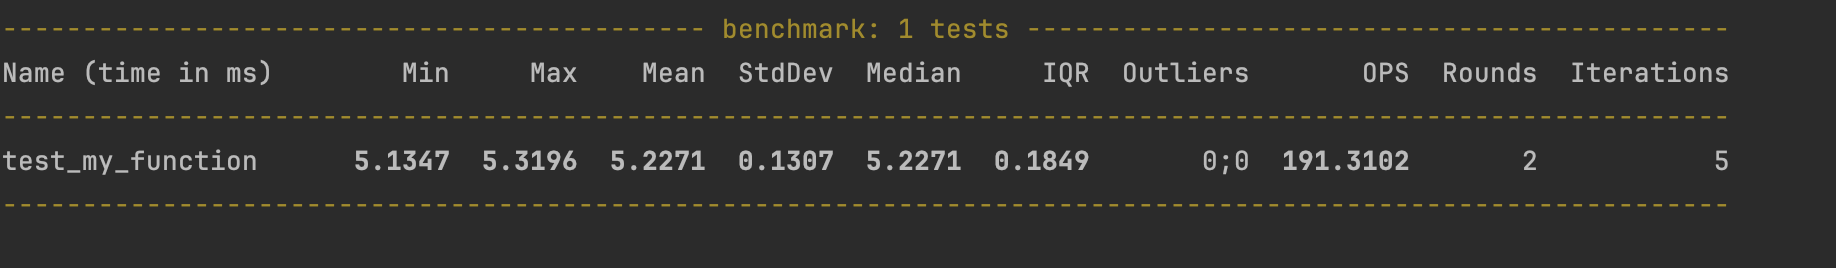 -------------------------------------------- benchmark: 1 tests --------------------------------------------
Name (time in ms)        Min     Max    Mean  StdDev  Median     IQR  Outliers       OPS  Rounds  Iterations
------------------------------------------------------------------------------------------------------------
test_my_function      5.1347  5.3196  5.2271  0.1307  5.2271  0.1849       0;0  191.3102       2           5
------------------------------------------------------------------------------------------------------------